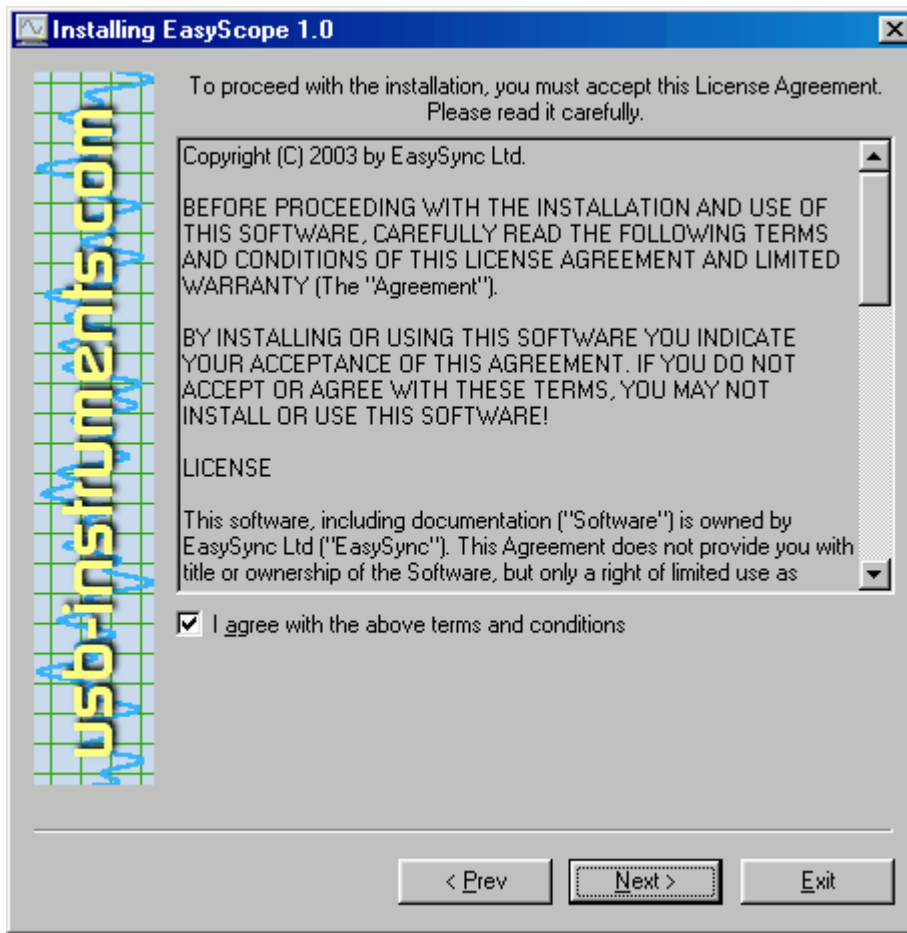 Installing EasyScope 1.0
usb-instruments.com
To proceed with the installation, you must accept this License Agreement.
Please read it carefully.
Copyright (C) 2003 by EasySync Ltd.
BEFORE PROCEEDING WITH THE INSTALLATION AND USE OF
THIS SOFTWARE, CAREFULLY READ THE FOLLOWING TERMS
AND CONDITIONS OF THIS LICENSE AGREEMENT AND LIMITED
WARRANTY (The "Agreement").
BY INSTALLING OR USING THIS SOFTWARE YOU INDICATE
YOUR ACCEPTANCE OF THIS AGREEMENT. IF YOU DO NOT
ACCEPT OR AGREE WITH THESE TERMS, YOU MAY NOT
INSTALL OR USE THIS SOFTWARE!
LICENSE
This software, including documentation ("Software") is owned by
EasySync Ltd ("EasySync"). This Agreement does not provide you with
title or ownership of the Software, but only a right of limited use as
I agree with the above terms and conditions
< Prev
Next >
Exit